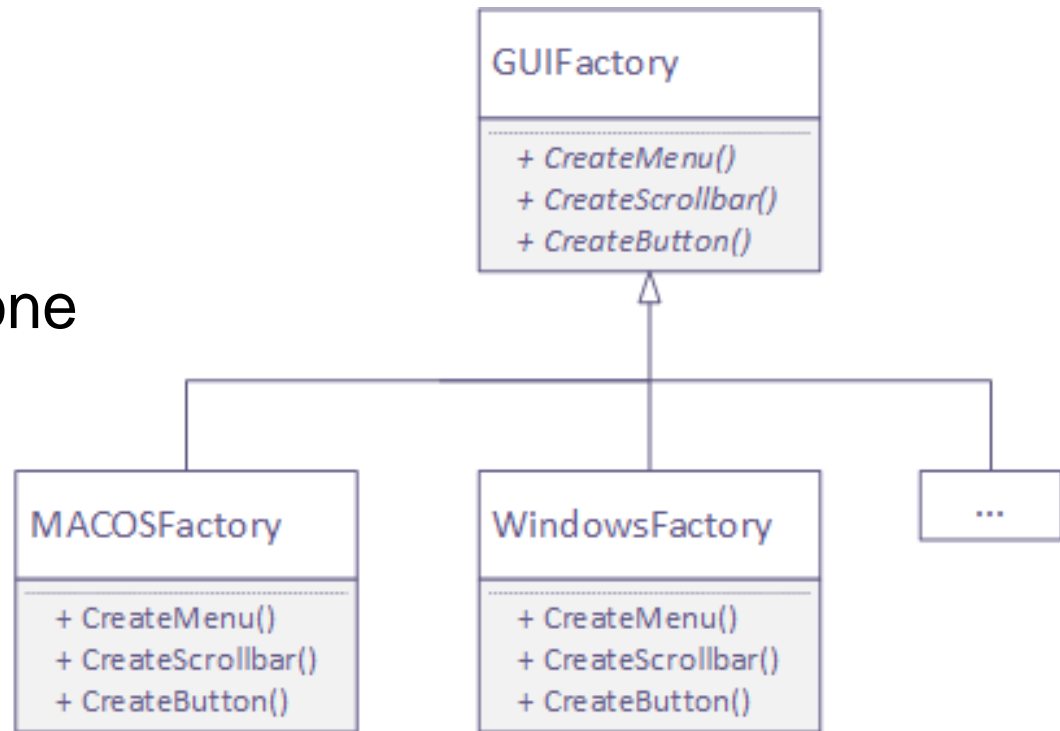 GUIFactory
+ CreateMenu()
+ CreateScrollbar()
+ CreateButton()
one
MACOSFactory
+ CreateMenu()
+ CreateScrollbar()
+ CreateButton()
WindowsFactory
+ CreateMenu()
+ CreateScrollbar()
+ CreateButton()
...